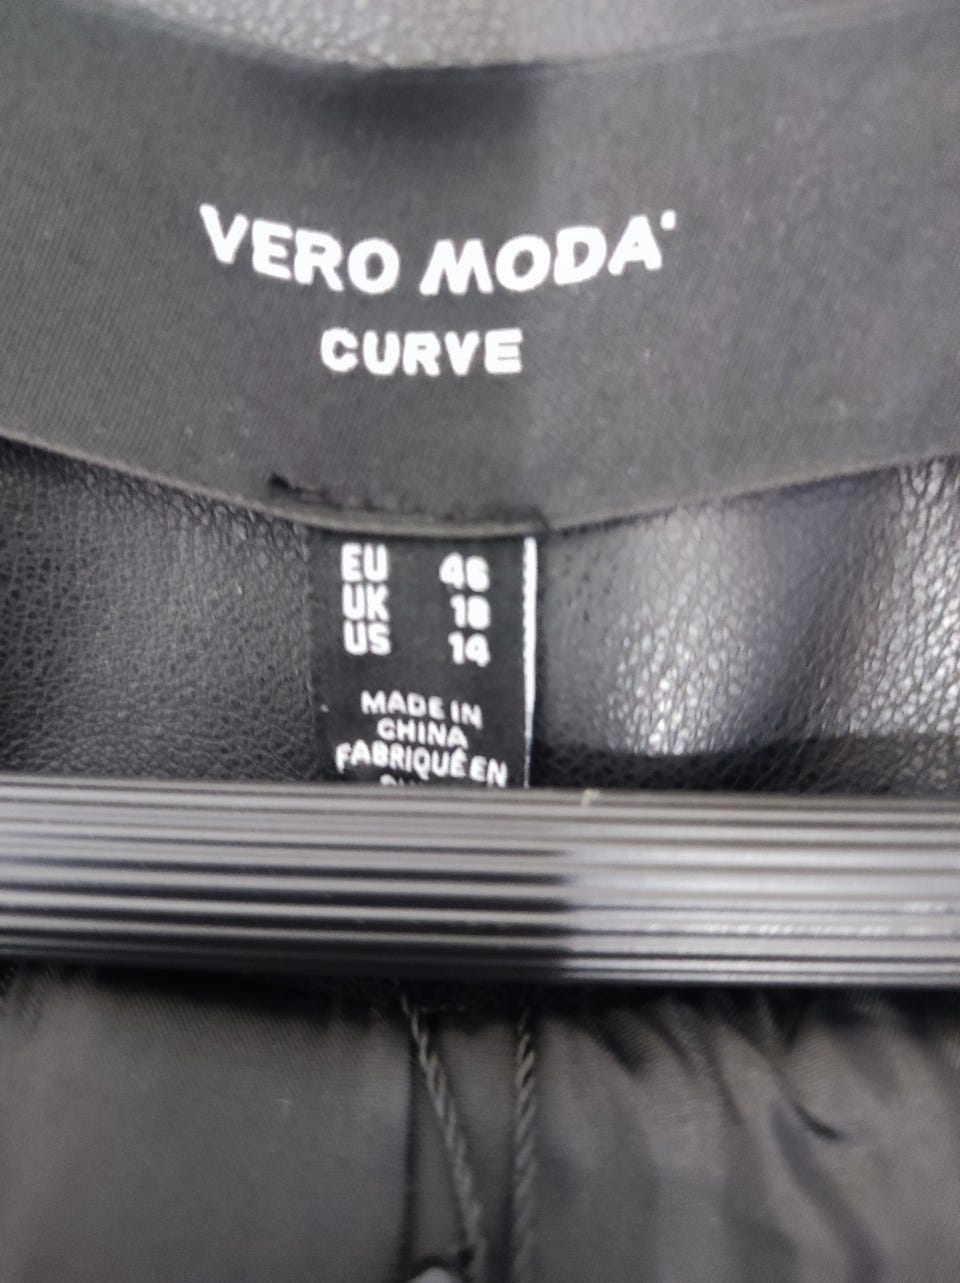 VERO MODA
CURVE
EU 46
UK 18
US 14
MADE IN
CHINA
FABRIQUÉ EN